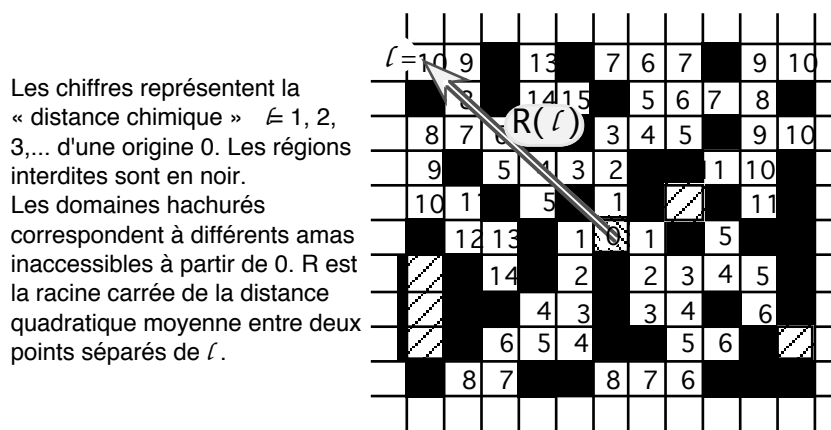 Les chiffres représentent la
« distance chimique » ℓ= 1, 2,
3,... d'une origine 0. Les régions
interdites sont en noir.
Les domaines hachurés
correspondent à différents amas
inaccessibles à partir de 0. R est
la racine carrée de la distance
quadratique moyenne entre deux
points séparés de ℓ.
ℓ=10 9 13 7 6 7 9 10
8 14 15 5 6 7 8
R(ℓ)
8 7 6 3 4 5 9 10
9 5 4 3 2 11 10
10 11 5 1 11
12 13 1 0 1 5
14 2 2 3 4 5
4 3 3 4 6
6 5 4 5 6
8 7 8 7 6